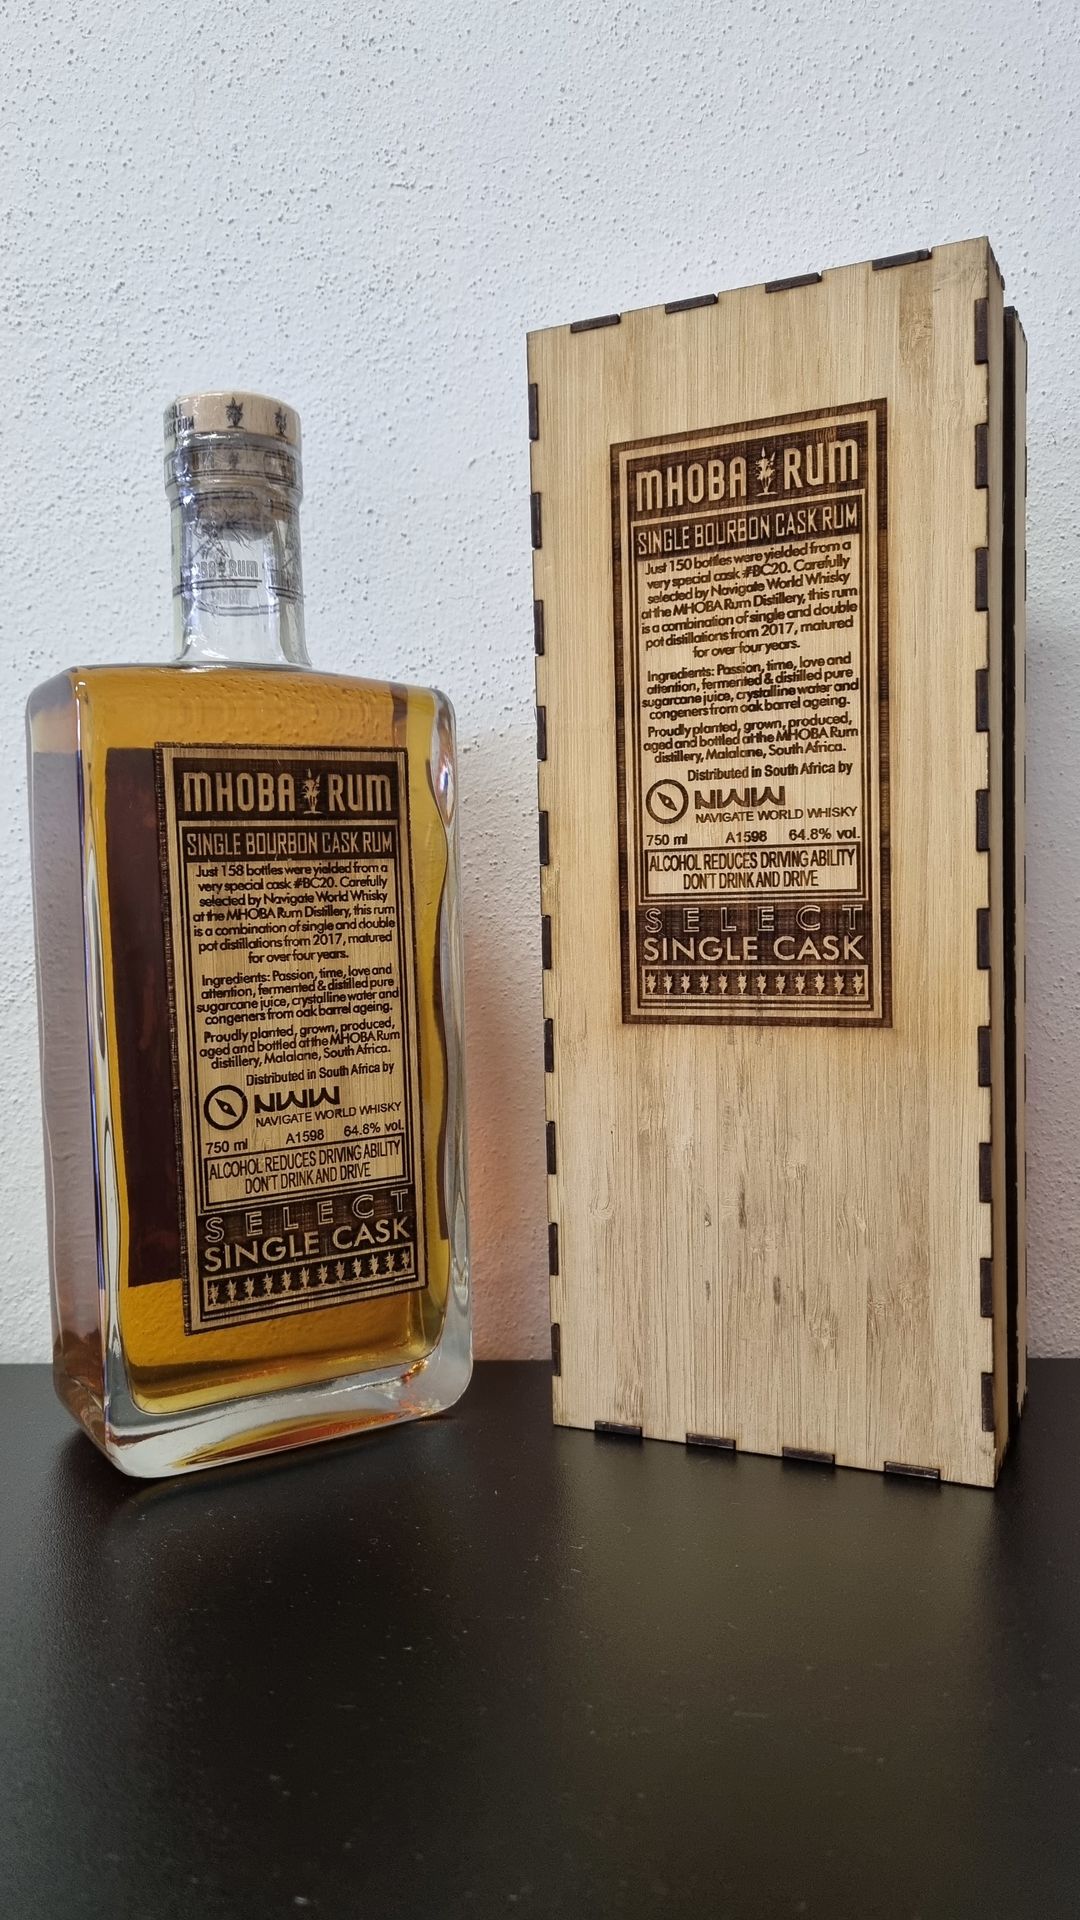 MHOBA RUM
SINGLE BOURBON CASK RUM
Just 158 bottles were yielded from a
very special cask #BC20. Carefully
selected by Navigate World Whisky
at the MHOBA Rum Distillery, this rum
is a combination of single and double
pot distillations from 2017, matured
for over four years.
Ingredients: Passion, time, love and
attention, fermented & distilled pure
sugarcane juice, crystalline water and
congeners from oak barrel ageing.
Proudly planted, grown, produced,
aged and bottled at the MHOBA Rum
distillery, Malalane, South Africa.
Distributed in South Africa by
NWW
NAVIGATE WORLD WHISKY
750 ml A1598 64.8% vol.
ALCOHOL REDUCES DRIVING ABILITY
DON'T DRINK AND DRIVE
SELECT
SINGLE CASK
MHOBA RUM
SINGLE BOURBON CASK RUM
Just 150 bottles were yielded from a
very special cask #BC20. Carefully
selected by Navigate World Whisky
at the MHOBA Rum Distillery, this rum
is a combination of single and double
pot distillations from 2017, matured
for over four years.
Ingredients: Passion, time, love and
attention, fermented & distilled pure
sugarcane juice, crystalline water and
congeners from oak barrel ageing.
Proudly planted, grown, produced,
aged and bottled at the MHOBA Rum
distillery, Malalane, South Africa.
Distributed in South Africa by
NWW
NAVIGATE WORLD WHISKY
750 ml A1598 64.8% vol.
ALCOHOL REDUCES DRIVING ABILITY
DON'T DRINK AND DRIVE
SELECT
SINGLE CASK